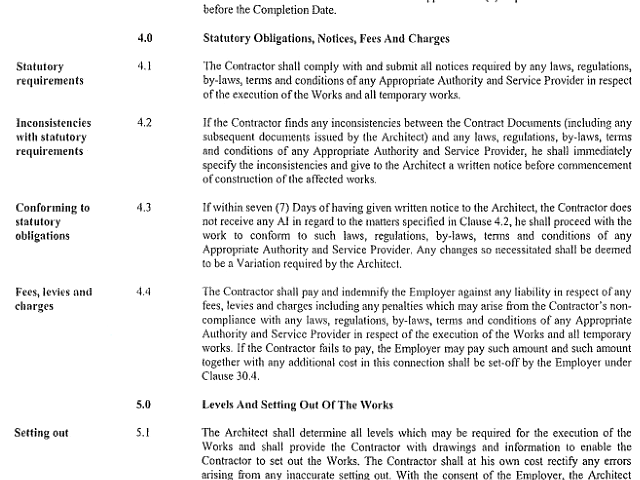 before the Completion Date.
4.0 Statutory Obligations, Notices, Fees And Charges
Statutory 4.1 The Contractor shall comply with and submit all notices required by any laws, regulations,
requirements by-laws, terms and conditions of any Appropriate Authority and Service Provider in respect
of the execution of the Works and all temporary works.
Inconsistencies 4.2 If the Contractor finds any inconsistencies between the Contract Documents (including any
with statutory subsequent documents issued by the Architect) and any laws, regulations, by-laws, terms
requirements and conditions of any Appropriate Authority and Service Provider, he shall immediately
specify the inconsistencies and give to the Architect a written notice before commencement
of construction of the affected works.
Conforming to 4.3 If within seven (7) Days of having given written notice to the Architect, the Contractor does
statutory not receive any AI in regard to the matters specified in Clause 4.2, he shall proceed with the
obligations work to conform to such laws, regulations, by-laws, terms and conditions of any
Appropriate Authority and Service Provider. Any changes so necessitated shall be deemed
to be a Variation required by the Architect.
Fees, levies and 4.4 The Contractor shall pay and indemnify the Employer against any liability in respect of any
charges fees, levies and charges including any penalties which may arise from the Contractor's non-
compliance with any laws, regulations, by-laws, terms and conditions of any Appropriate
Authority and Service Provider in respect of the execution of the Works and all temporary
works. If the Contractor fails to pay, the Employer may pay such amount and such amount
together with any additional cost in this connection shall be set-off by the Employer under
Clause 30.4.
5.0 Levels And Setting Out Of The Works
Setting out 5.1 The Architect shall determine all levels which may be required for the execution of the
Works and shall provide the Contractor with drawings and information to enable the
Contractor to set out the Works. The Contractor shall at his own cost rectify any errors
arising from any inaccurate setting out. With the consent of the Employer, the Architect